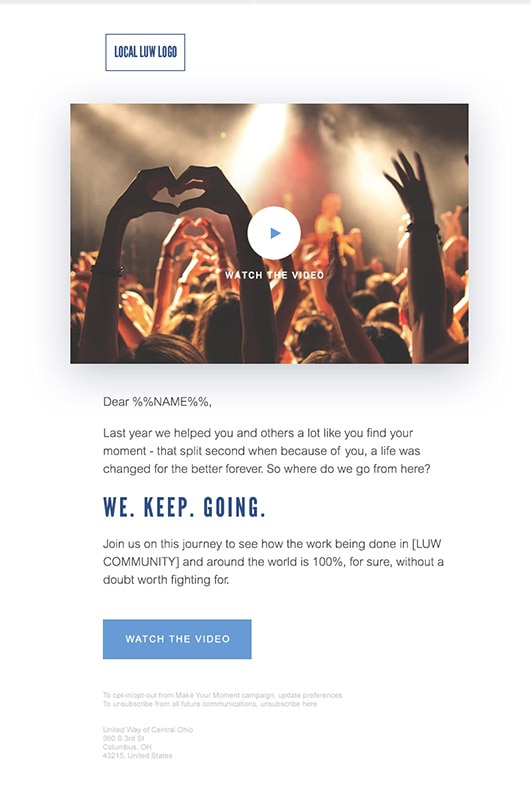 LOCAL LUW LOGO
WATCH THE VIDEO
Dear %%NAME%%,
Last year we helped you and others a lot like you find your
moment - that split second when because of you, a life was
changed for the better forever. So where do we go from here?
WE. KEEP. GOING.
Join us on this journey to see how the work being done in [LUW
COMMUNITY] and around the world is 100%, for sure, without a
doubt worth fighting for.
WATCH THE VIDEO
To opt-in/opt-out from Make Your Moment campaign, update preferences
To unsubscribe from all future communications, unsubscribe here
United Way of Central Ohio
360 S 3rd St
Columbus, OH
43215, United States